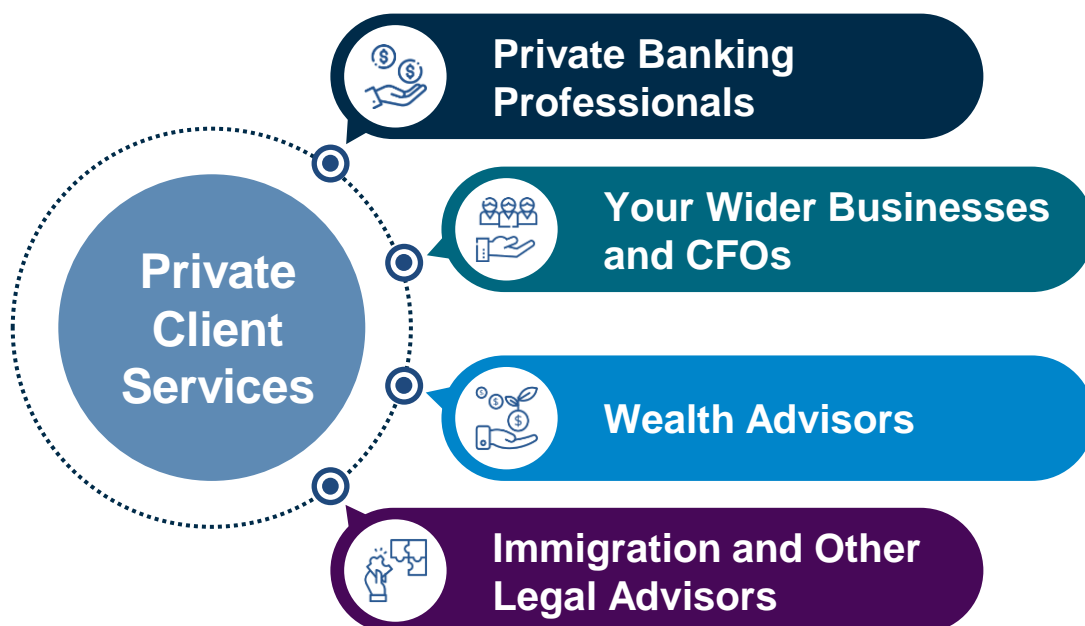 Private Banking
Professionals
Your Wider Businesses
and CFOs
Private
Client
Services
Wealth Advisors
Immigration and Other
Legal Advisors